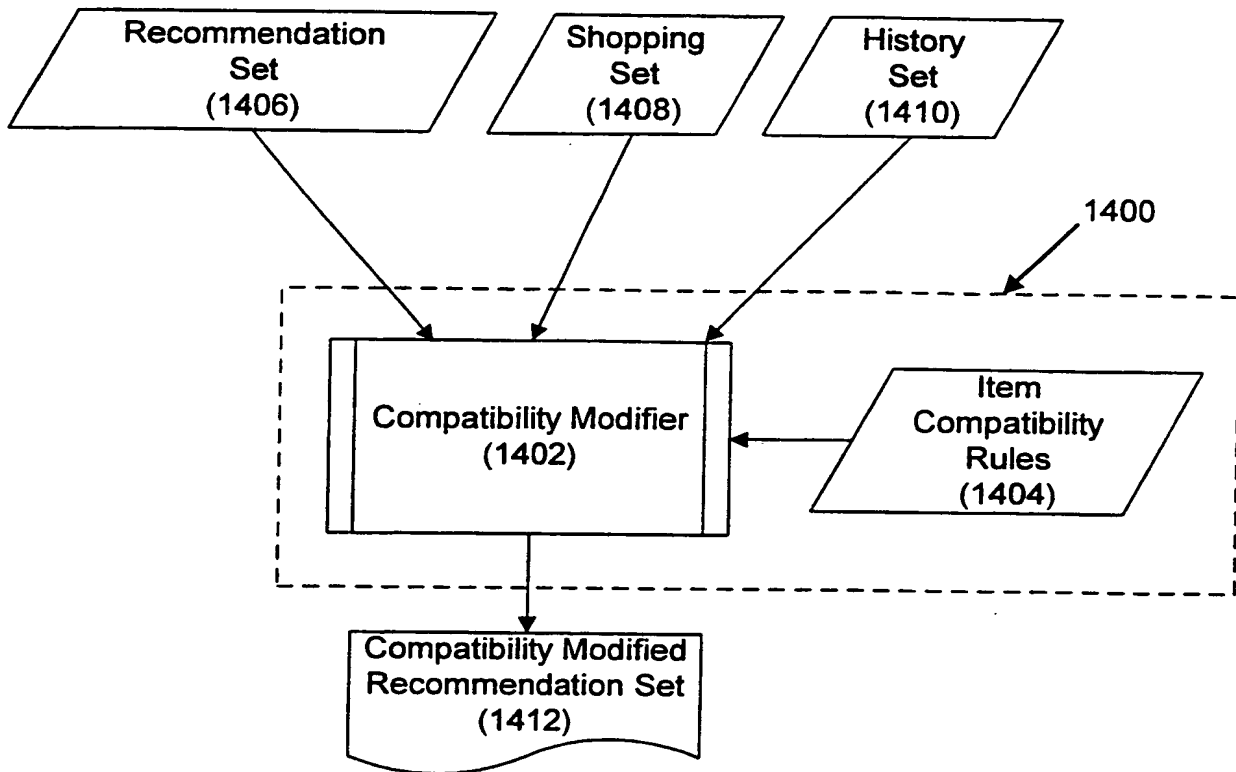 Recommendation
Set
(1406)
Shopping
Set
(1408)
History
Set
(1410)
1400
Compatibility Modifier
(1402)
Item
Compatibility
Rules
(1404)
Compatibility Modified
Recommendation Set
(1412)